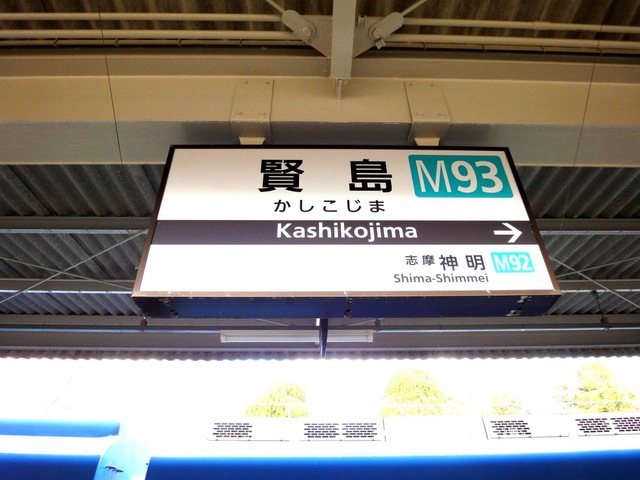 賢島 M93
かしこじま
Kashikojima →
志摩神明 M92
Shima-Shimmei